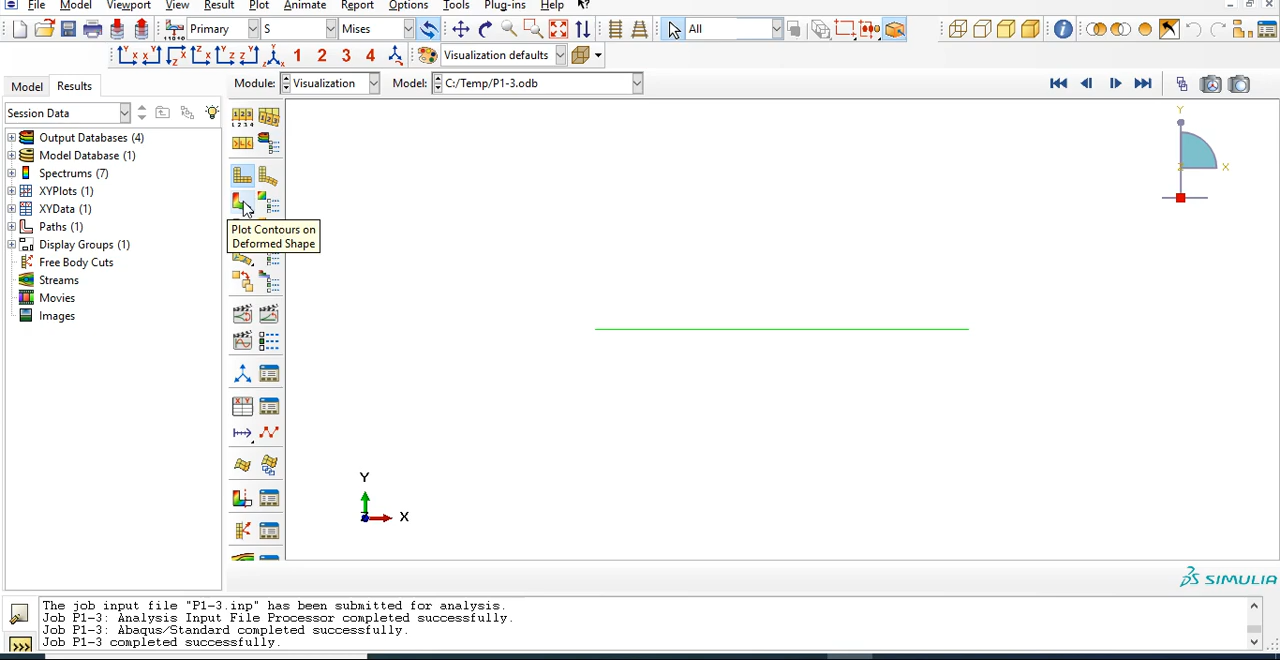 File Model Viewport View Result Plot Animate Report Options Tools Plug-ins Help
Primary S Mises All
1 2 3 4 Visualization defaults
Model Results Module: Visualization Model: C:/Temp/P1-3.odb
Session Data
Output Databases (4)
Model Database (1)
Spectrums (7)
XYPlots (1)
XYData (1)
Paths (1)
Display Groups (1)
Free Body Cuts
Streams
Movies
Images
Plot Contours on
Deformed Shape
Y
X
Z
Y
X
Z
SIMULIA
The job input file "P1-3.inp" has been submitted for analysis.
Job P1-3: Analysis Input File Processor completed successfully.
Job P1-3: Abaqus/Standard completed successfully.
Job P1-3 completed successfully.
>>>